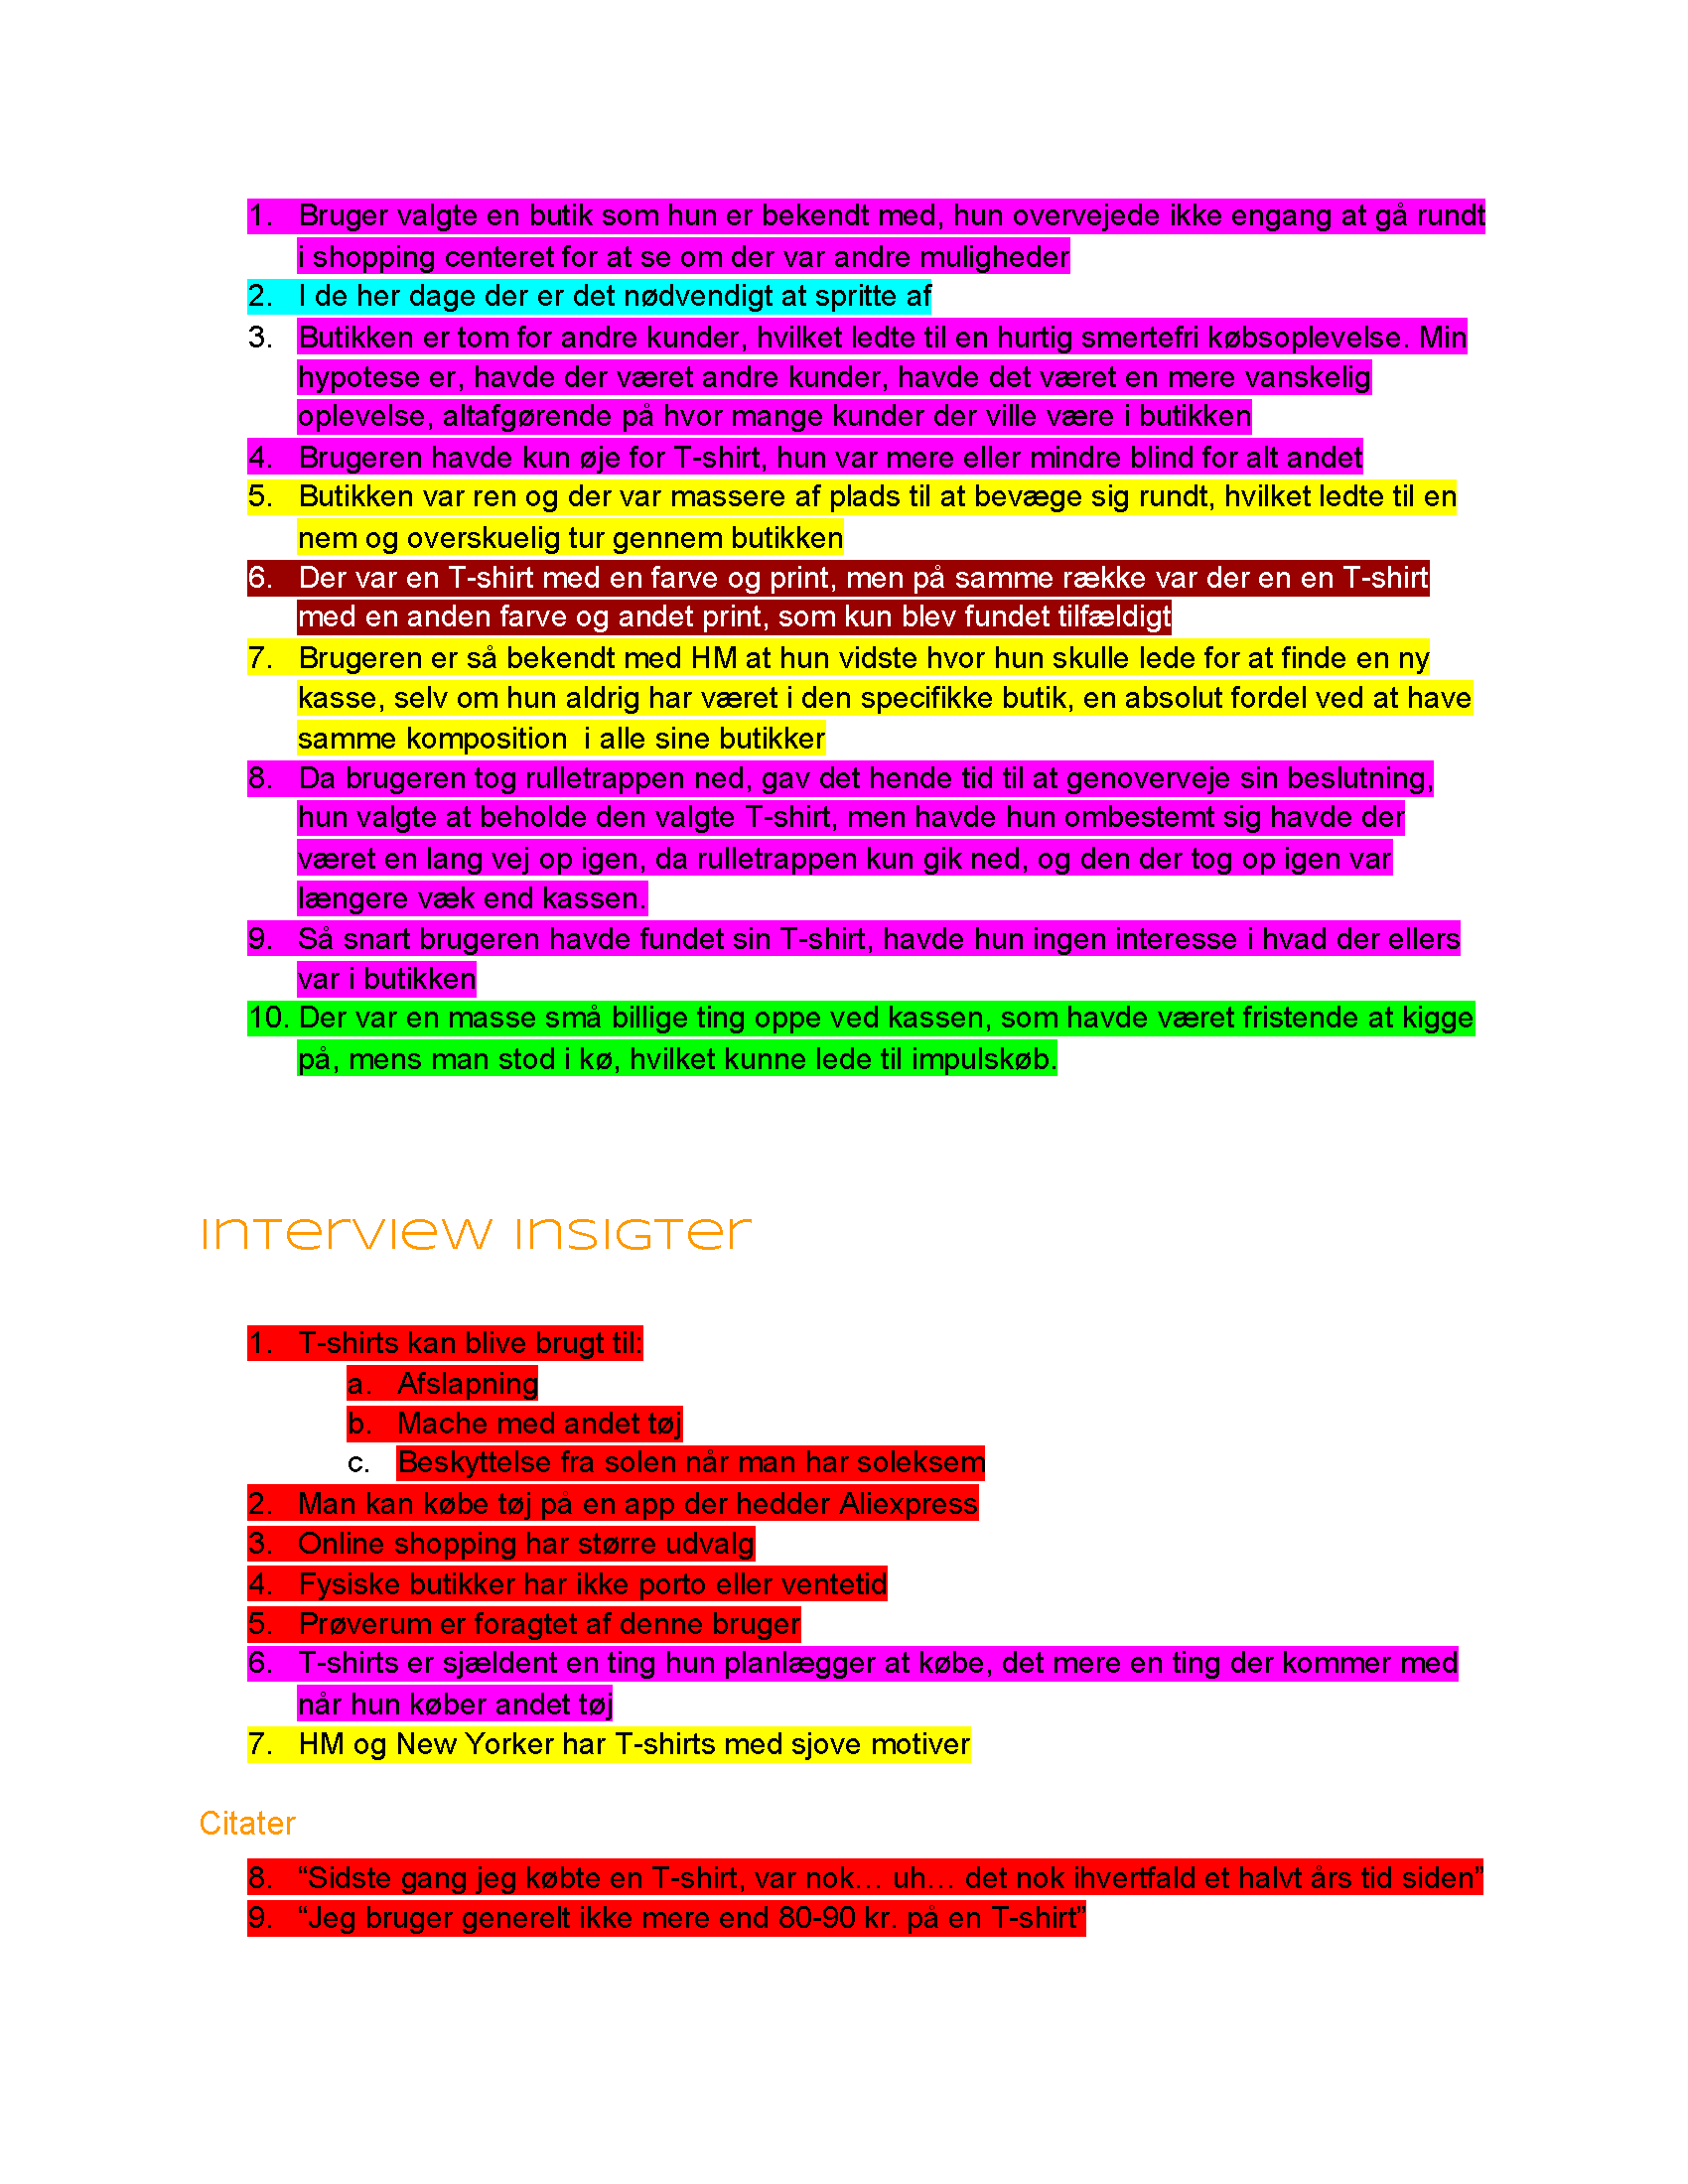 1. Bruger valgte en butik som hun er bekendt med, hun overvejede ikke engang at gå rundt
i shopping centeret for at se om der var andre muligheder
2. I de her dage der er det nødvendigt at spritte af
3. Butikken er tom for andre kunder, hvilket ledte til en hurtig smertefri købsoplevelse. Min
hypotese er, havde der været andre kunder, havde det været en mere vanskelig
oplevelse, altafgørende på hvor mange kunder der ville være i butikken
4. Brugeren havde kun øje for T-shirt, hun var mere eller mindre blind for alt andet
5. Butikken var ren og der var massere af plads til at bevæge sig rundt, hvilket ledte til en
nem og overskuelig tur gennem butikken
6. Der var en T-shirt med en farve og print, men på samme række var der en en T-shirt
med en anden farve og andet print, som kun blev fundet tilfældigt
7. Brugeren er så bekendt med HM at hun vidste hvor hun skulle lede for at finde en ny
kasse, selv om hun aldrig har været i den specifikke butik, en absolut fordel ved at have
samme komposition  i alle sine butikker
8. Da brugeren tog rulletrappen ned, gav det hende tid til at genoverveje sin beslutning,
hun valgte at beholde den valgte T-shirt, men havde hun ombestemt sig havde der
været en lang vej op igen, da rulletrappen kun gik ned, og den der tog op igen var
længere væk end kassen.
9. Så snart brugeren havde fundet sin T-shirt, havde hun ingen interesse i hvad der ellers
var i butikken
10. Der var en masse små billige ting oppe ved kassen, som havde været fristende at kigge
på, mens man stod i kø, hvilket kunne lede til impulskøb.
Interview Insigter
1. T-shirts kan blive brugt til:
a. Afslapning
b. Mache med andet tøj
c. Beskyttelse fra solen når man har soleksem
2. Man kan købe tøj på en app der hedder Aliexpress
3. Online shopping har større udvalg
4. Fysiske butikker har ikke porto eller ventetid
5. Prøverum er foragtet af denne bruger
6. T-shirts er sjældent en ting hun planlægger at købe, det mere en ting der kommer med
når hun køber andet tøj
7. HM og New Yorker har T-shirts med sjove motiver
Citater
8. “Sidste gang jeg købte en T-shirt, var nok… uh… det nok ihvertfald et halvt års tid siden”
9. “Jeg bruger generelt ikke mere end 80-90 kr. på en T-shirt”